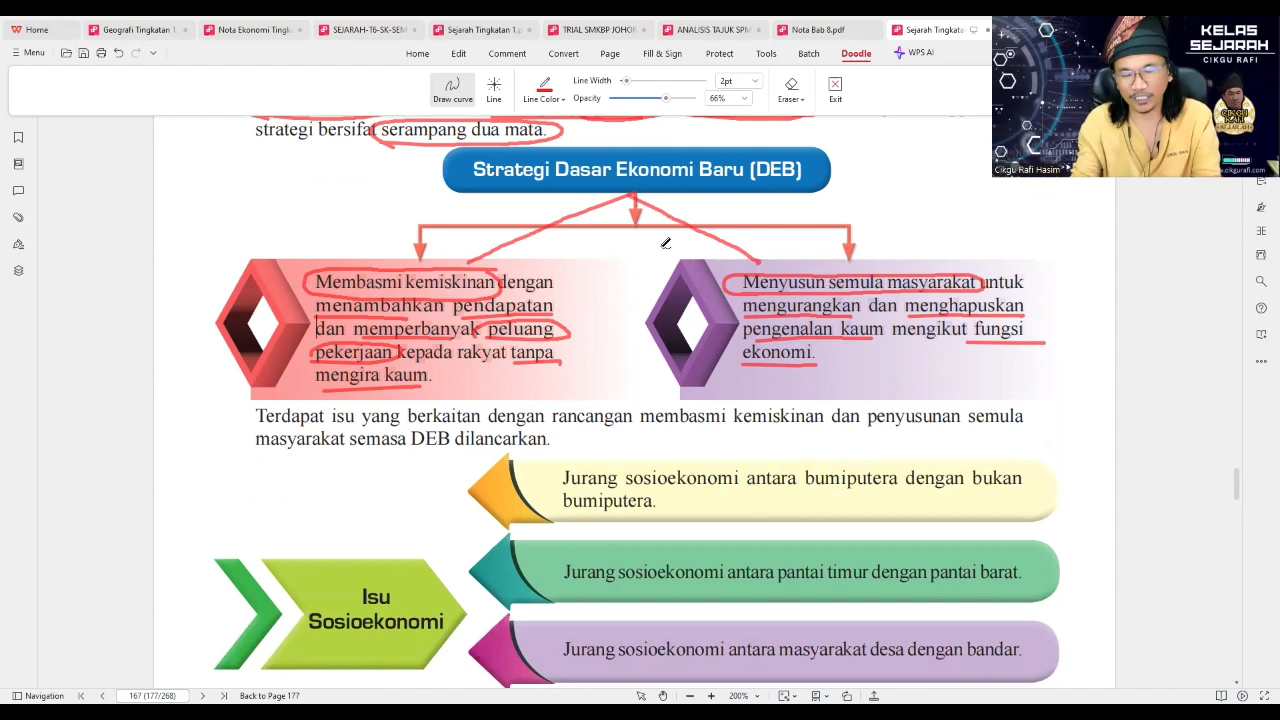 Home
Geografi Tingkatan 1.
Nota Ekonomi Tingk.
SEJARAH-T6-SK-SEM
Sejarah Tingkatan 1.p
TRIAL SMKBP JOHOR
ANALISIS TAJUK SPM
Nota Bab 8.pdf
Sejarah Tingkata
Menu
Home
Edit
Convert
Page
Fill & Sign
Protect
Tools
Batch
Doodle
WPS AI
Draw curve
Line
Line Color
Line Width
2pt
Opacity
66%
Eraser
Exit
KELAS
SEJARAH
CIKGU RAFI
CIKGU
RAFI
SEJARAH
Cikgu Rafi Hasim
www.cikgurafi.com
strategi bersifat serampang dua mata.
Strategi Dasar Ekonomi Baru (DEB)
Membasmi kemiskinan dengan
menambahkan pendapatan
dan memperbanyak peluang
pekerjaan kepada rakyat tanpa
mengira kaum.
Menyusun semula masyarakat untuk
mengurangkan dan menghapuskan
pengenalan kaum mengikut fungsi
ekonomi.
Terdapat isu yang berkaitan dengan rancangan membasmi kemiskinan dan penyusunan semula
masyarakat semasa DEB dilancarkan.
Isu
Sosioekonomi
Jurang sosioekonomi antara bumiputera dengan bukan
bumiputera.
Jurang sosioekonomi antara pantai timur dengan pantai barat.
Jurang sosioekonomi antara masyarakat desa dengan bandar.
Navigation
167 (177/268)
Back to Page 177
200%